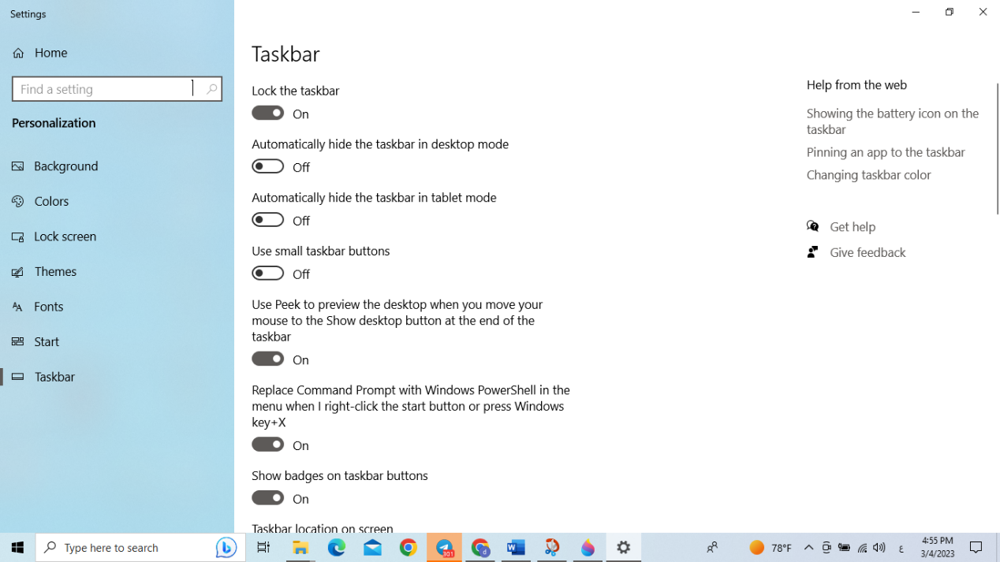 Settings
Home
Find a setting
Personalization
Background
Colors
Lock screen
Themes
Fonts
Start
Taskbar
Taskbar
Lock the taskbar
On
Automatically hide the taskbar in desktop mode
Off
Automatically hide the taskbar in tablet mode
Off
Use small taskbar buttons
Off
Use Peek to preview the desktop when you move your
mouse to the Show desktop button at the end of the
taskbar
On
Replace Command Prompt with Windows PowerShell in the
menu when I right-click the start button or press Windows
key+X
On
Show badges on taskbar buttons
On
Taskbar location on screen
Help from the web
Showing the battery icon on the
taskbar
Pinning an app to the taskbar
Changing taskbar color
Get help
Give feedback
Type here to search
301
d
W
78°F
ع
4:55 PM
3/4/2023